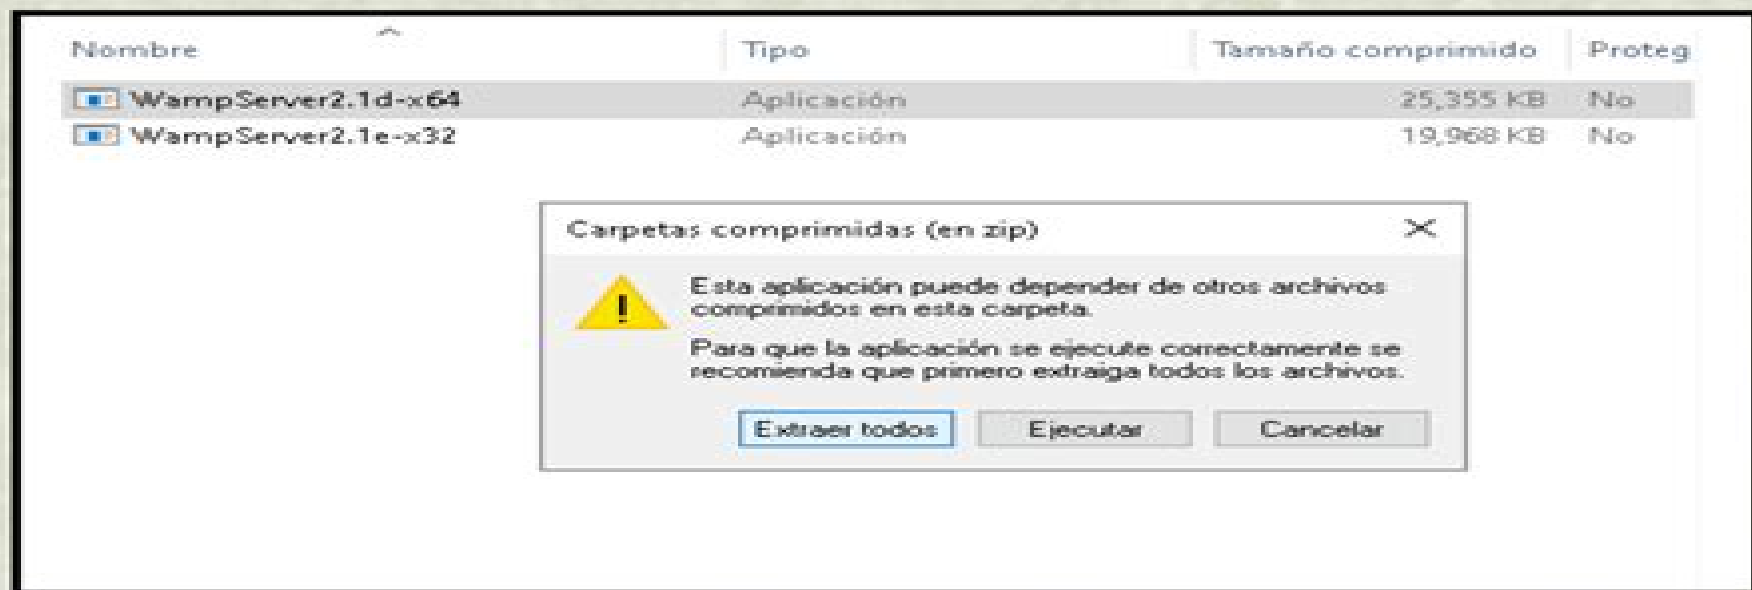 Nombre Tipo Tamaño comprimido Proteg
WampServer2.1d-x64 Aplicación 25,355 KB No
WampServer2.1e-x32 Aplicación 19,968 KB No
Carpetas comprimidas (en zip)
Esta aplicación puede depender de otros archivos
comprimidos en esta carpeta.
Para que la aplicación se ejecute correctamente se
recomienda que primero extraiga todos los archivos.
Extraer todos Ejecutar Cancelar